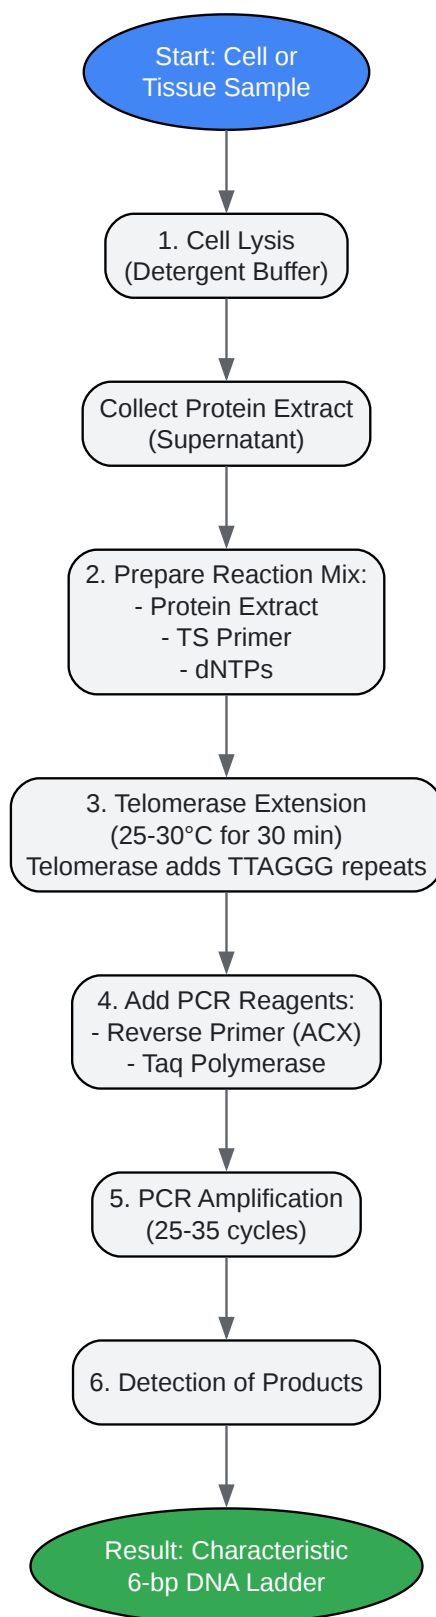 Start: Cell or
Tissue Sample
1. Cell Lysis
(Detergent Buffer)
Collect Protein Extract
(Supernatant)
2. Prepare Reaction Mix:
- Protein Extract
- TS Primer
- dNTPs
3. Telomerase Extension
(25-30°C for 30 min)
Telomerase adds TTAGGG repeats
4. Add PCR Reagents:
- Reverse Primer (ACX)
- Taq Polymerase
5. PCR Amplification
(25-35 cycles)
6. Detection of Products
Result: Characteristic
6-bp DNA Ladder